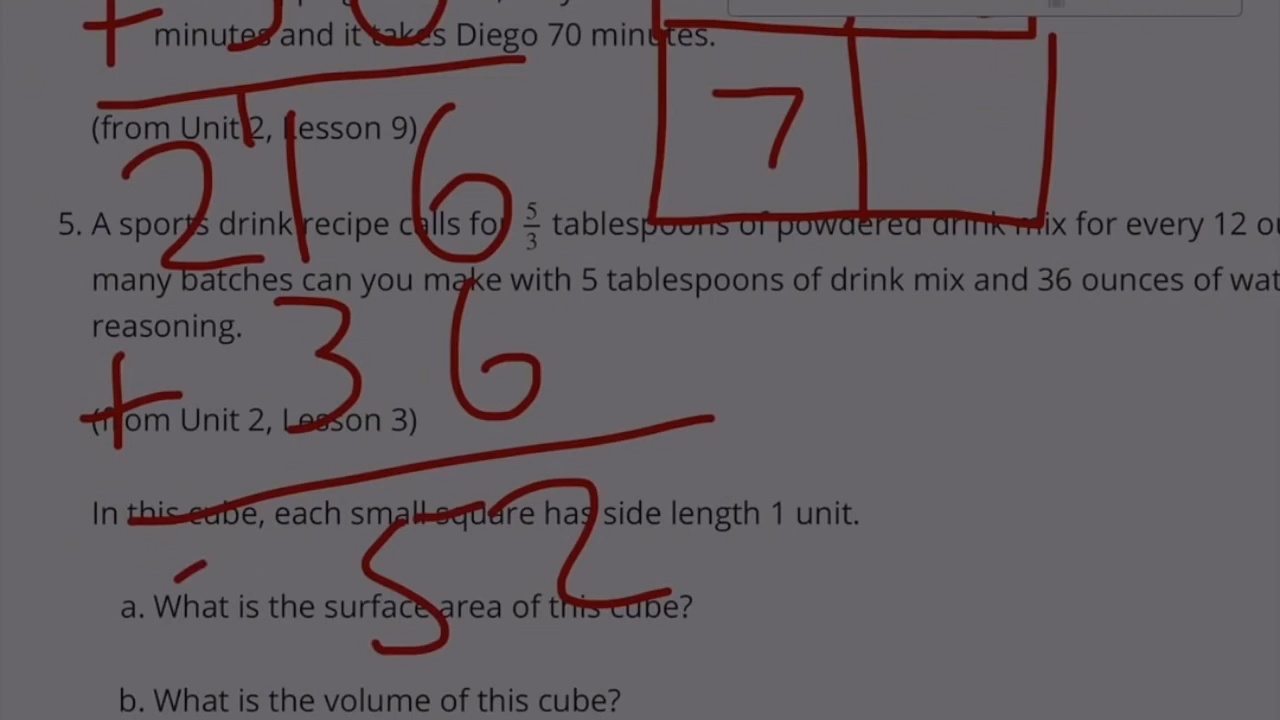 minutes and it takes Diego 70 minutes.
7
(from Unit 2, Lesson 9)
216
5. A sports drink recipe calls for 5/3 tablespoons of powdered drink mix for every 12
many batches can you make with 5 tablespoons of drink mix and 36 ounces of
reasoning.
+ 36
(from Unit 2, Lesson 3)
In this cube, each small square has side length 1 unit.
52
a. What is the surface area of this cube?
b. What is the volume of this cube?